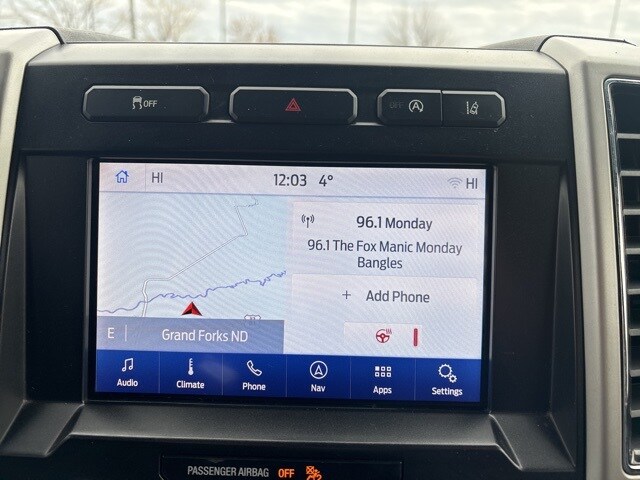 OFF
OFF A
HI 12:03 4° HI
96.1 Monday
96.1 The Fox Manic Monday
Bangles
+ Add Phone
E Grand Forks ND
Audio Climate Phone Nav Apps Settings
PASSENGER AIRBAG OFF